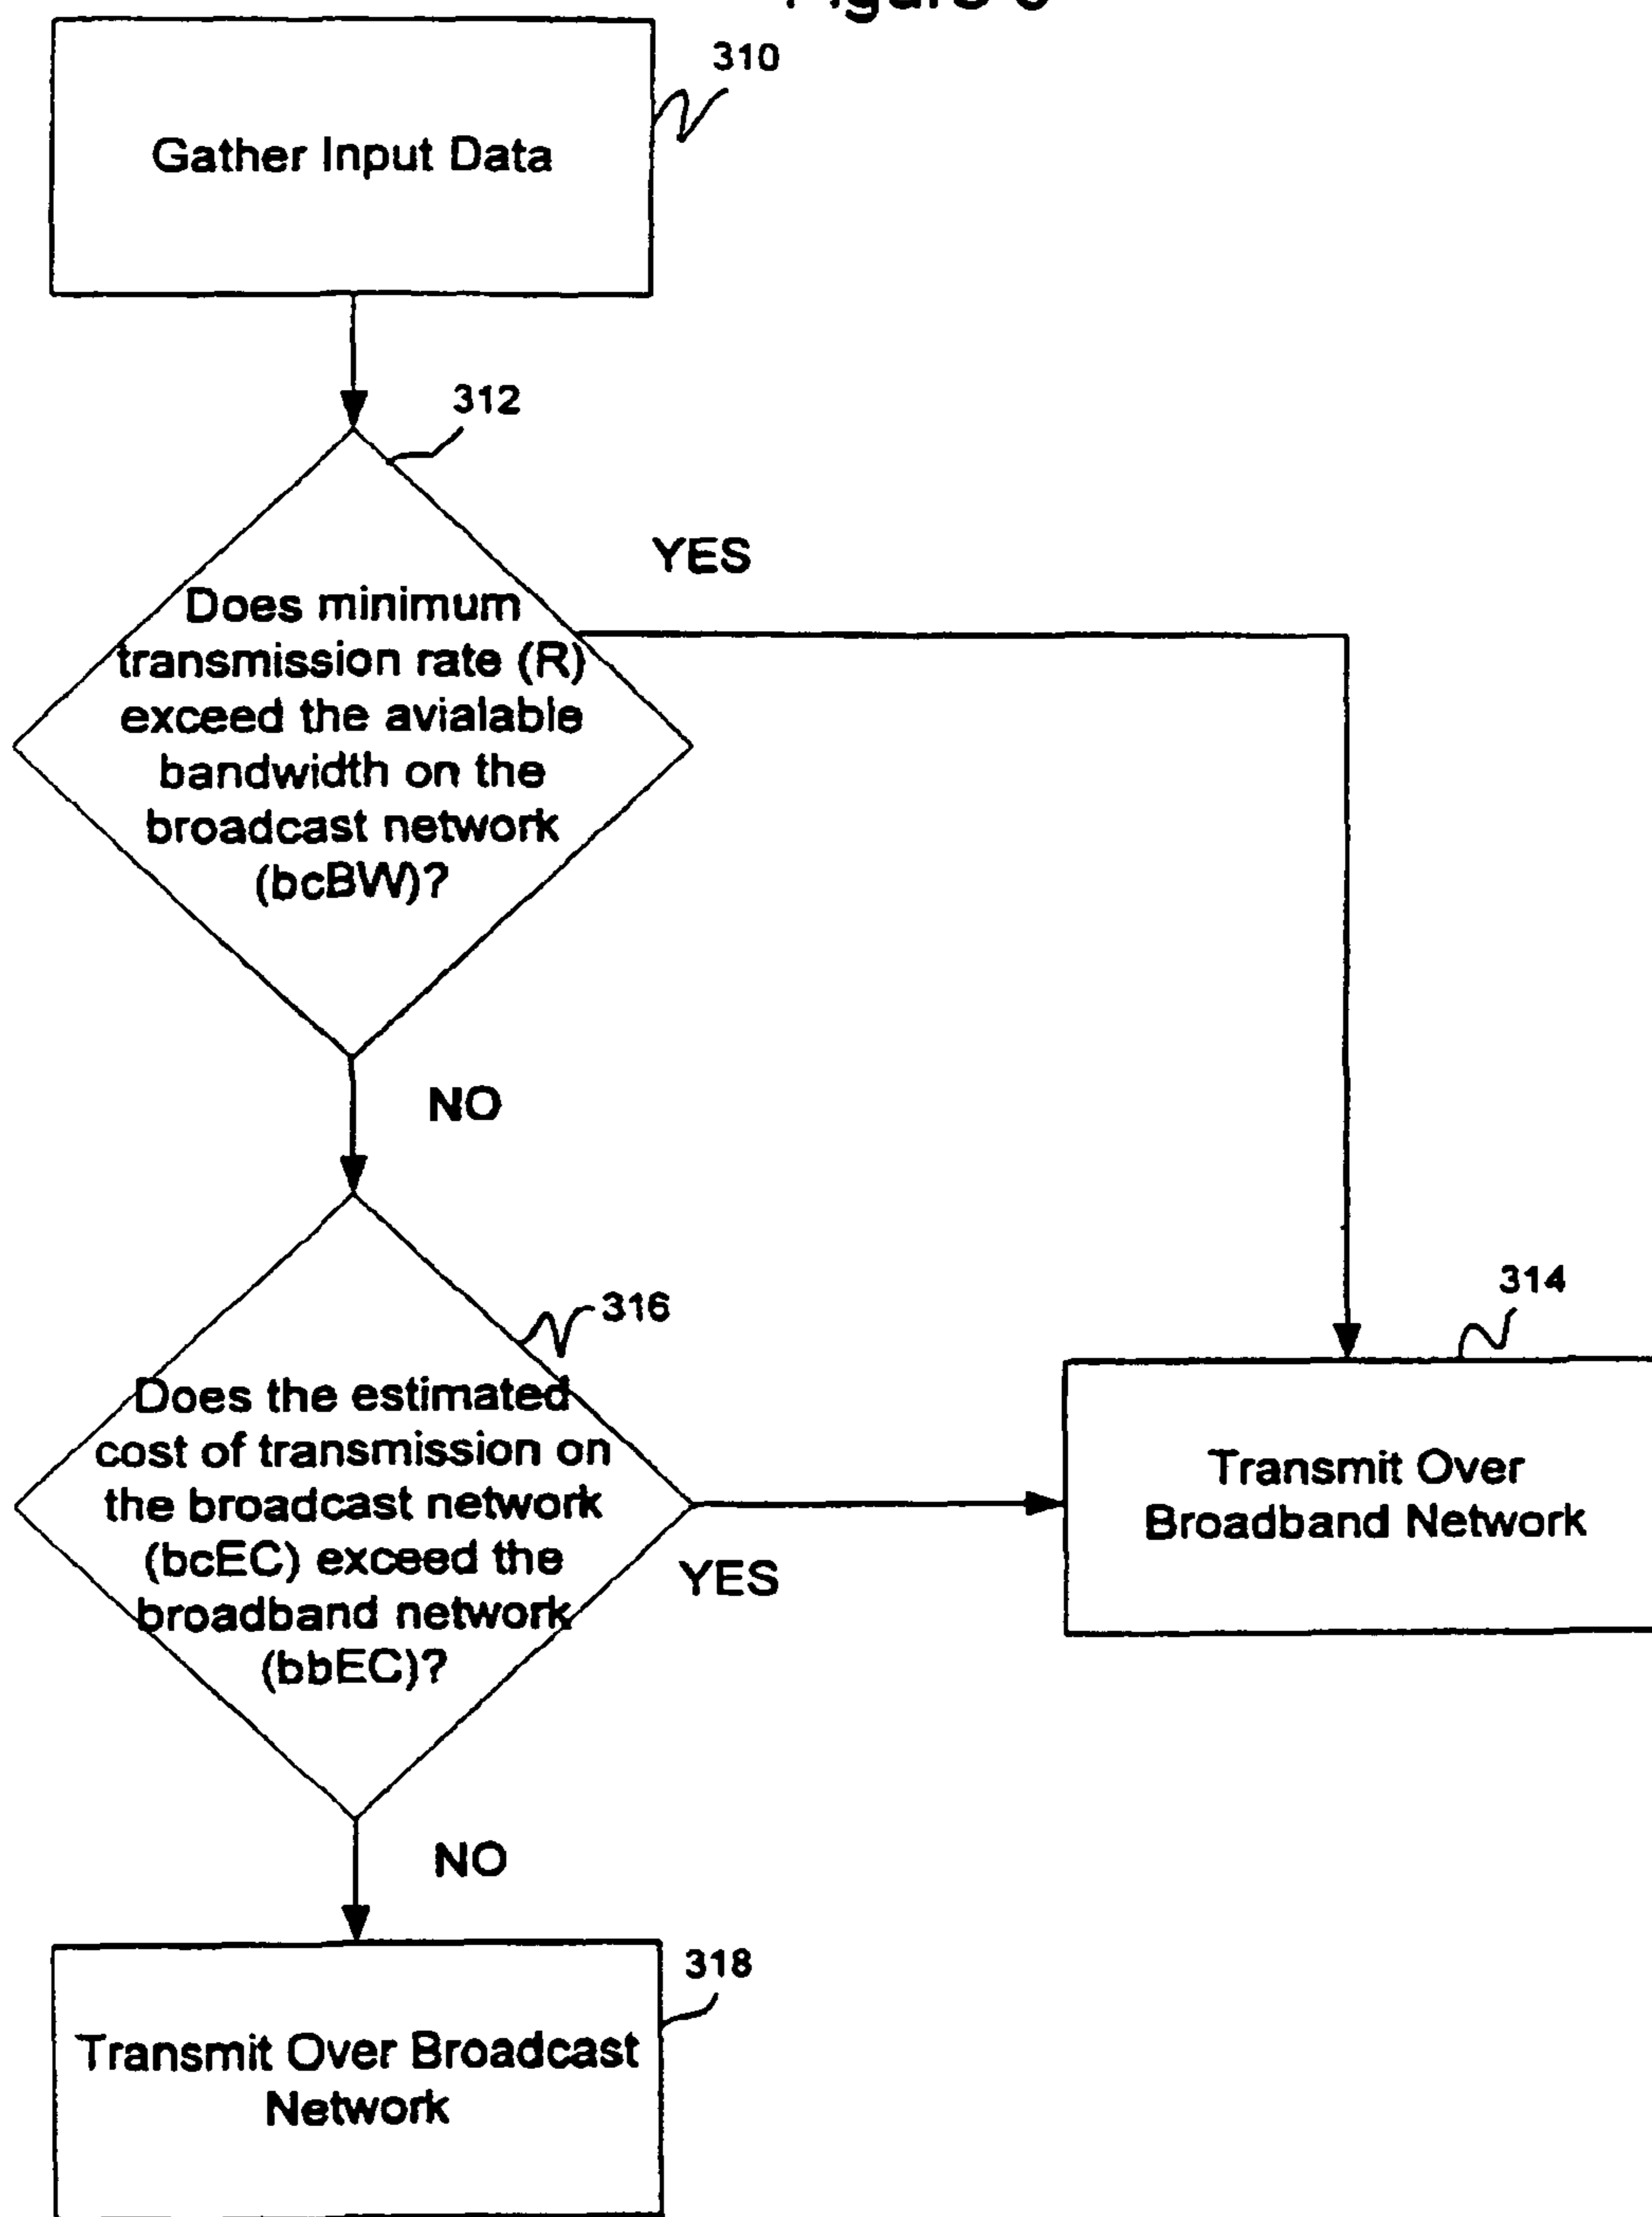 310
Gather Input Data
312
YES
Does minimum
transmission rate (R)
exceed the avialable
bandwidth on the
broadcast network
(bcBW)?
NO
316
Does the estimated
cost of transmission on
the broadcast network
(bcEC) exceed the
broadband network
(bbEC)?
YES
314
Transmit Over
Broadband Network
NO
318
Transmit Over Broadcast
Network